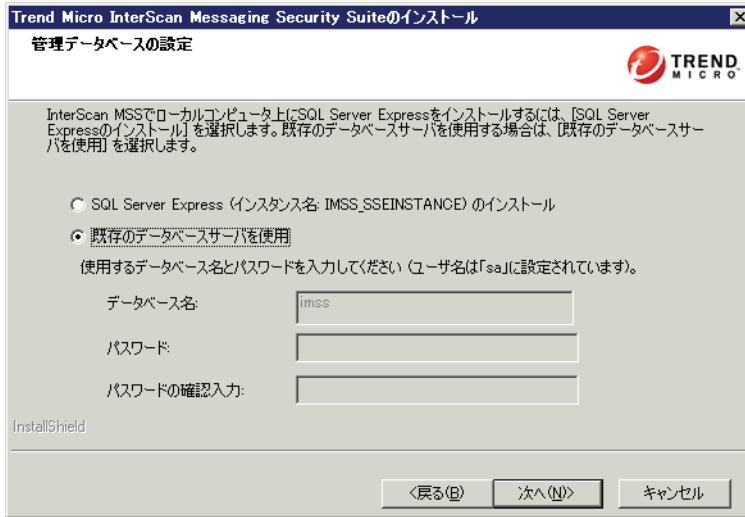 Trend Micro InterScan Messaging Security Suiteのインストール
管理データベースの設定
TREND
MICRO
InterScan MSSでローカルコンピュータ上にSQL Server Expressをインストールするには、[SQL Server
Expressのインストール] を選択します。既存のデータベースサーバを使用する場合は、[既存のデータベースサー
バを使用] を選択します。
SQL Server Express (インスタンス名: IMSS_SSEINSTANCE) のインストール
既存のデータベースサーバを使用
使用するデータベース名とパスワードを入力してください (ユーザ名は「sa」に設定されています)。
データベース名:
imss
パスワード:
パスワードの確認入力:
InstallShield
<戻る(B)
次へ(N)>
キャンセル